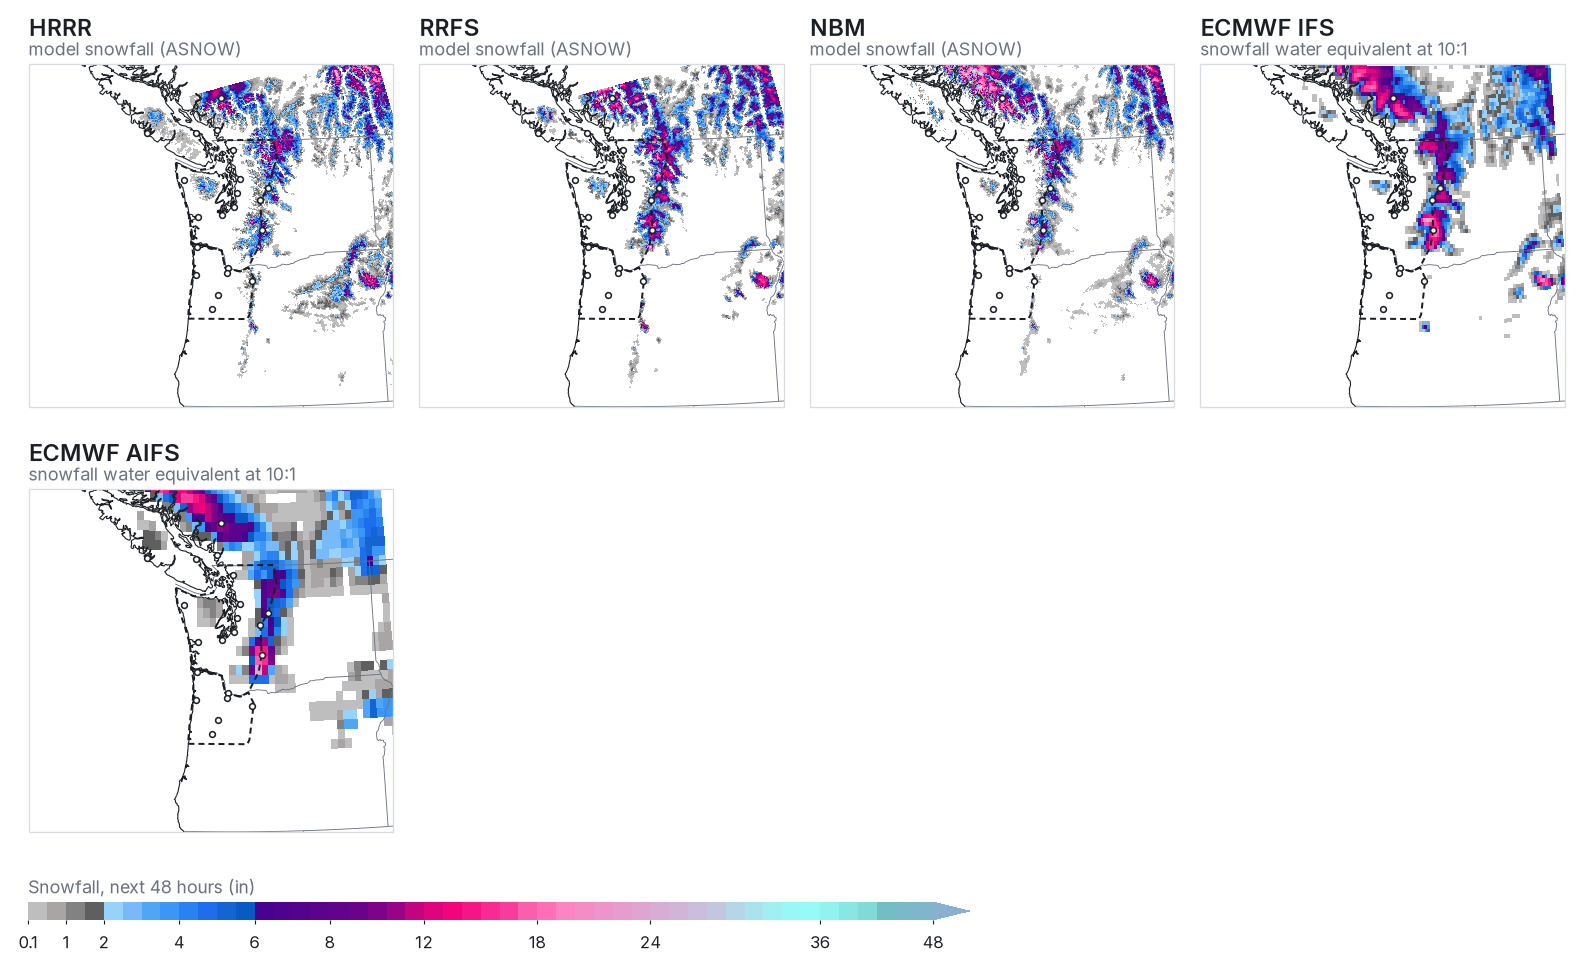 HRRR
model snowfall (ASNOW)
RRFS
model snowfall (ASNOW)
NBM
model snowfall (ASNOW)
ECMWF IFS
snowfall water equivalent at 10:1
ECMWF AIFS
snowfall water equivalent at 10:1
Snowfall, next 48 hours (in)
0.1 1 2 4 6 8 12 18 24 36 48